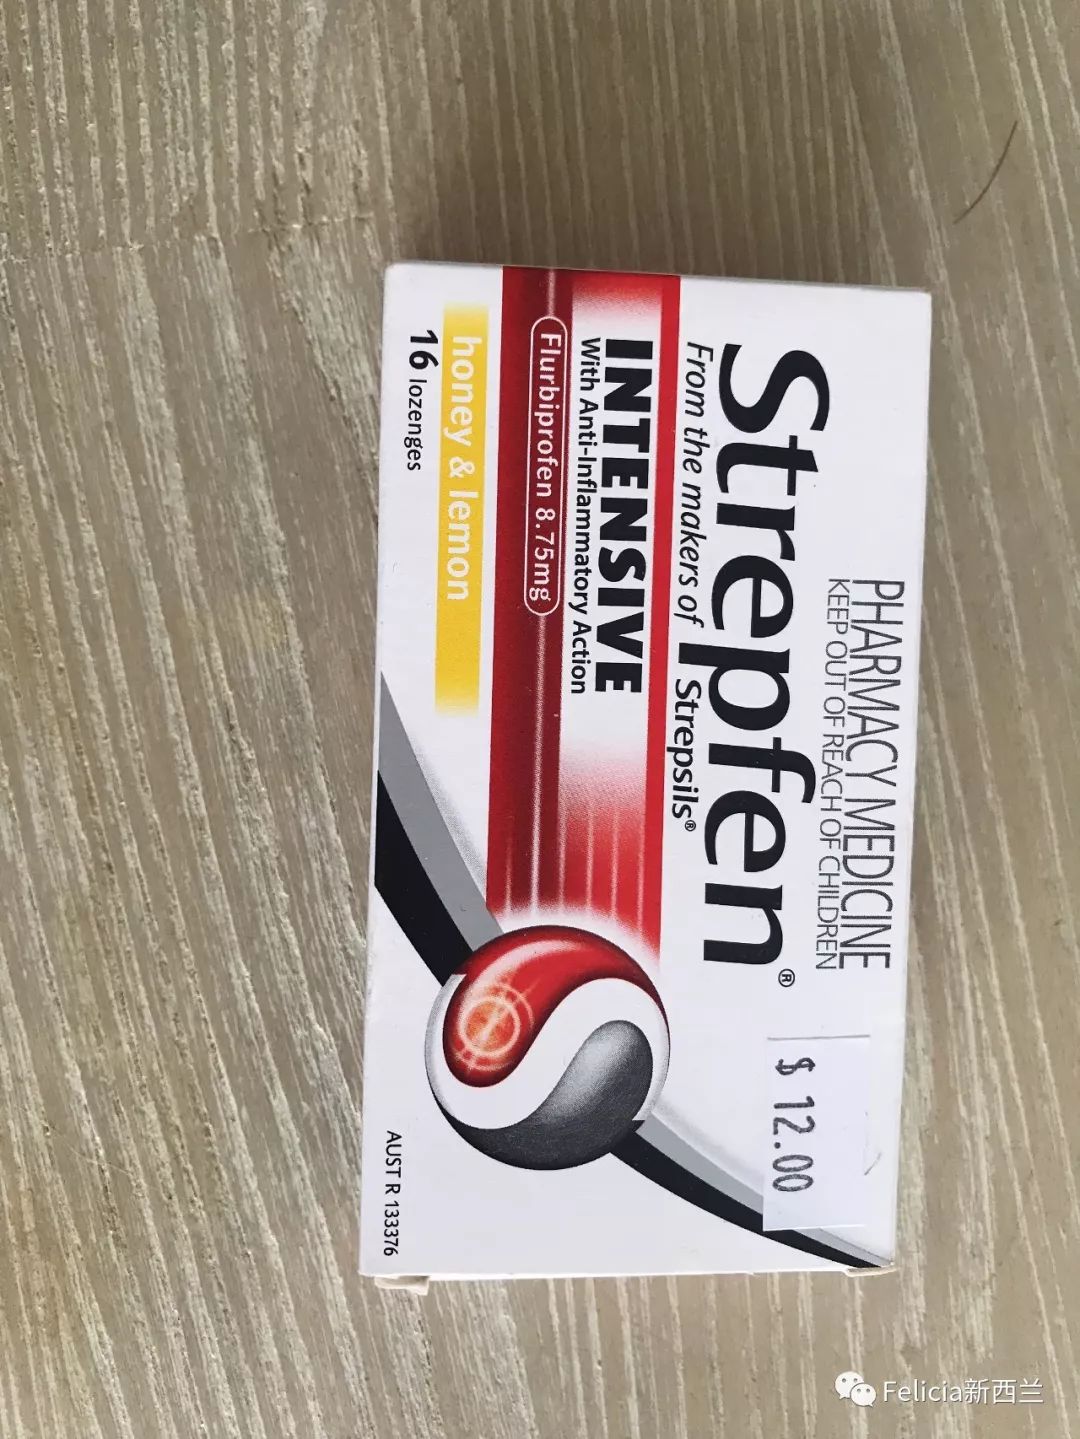 PHARMACY MEDICINE
KEEP OUT OF REACH OF CHILDREN
$ 12.00
Strepfen®
From the makers of Strepsils®
INTENSIVE
With Anti-Inflammatory Action
Flurbiprofen 8.75mg
honey & lemon
16 lozenges
AUST R 133376
Felicia新西兰